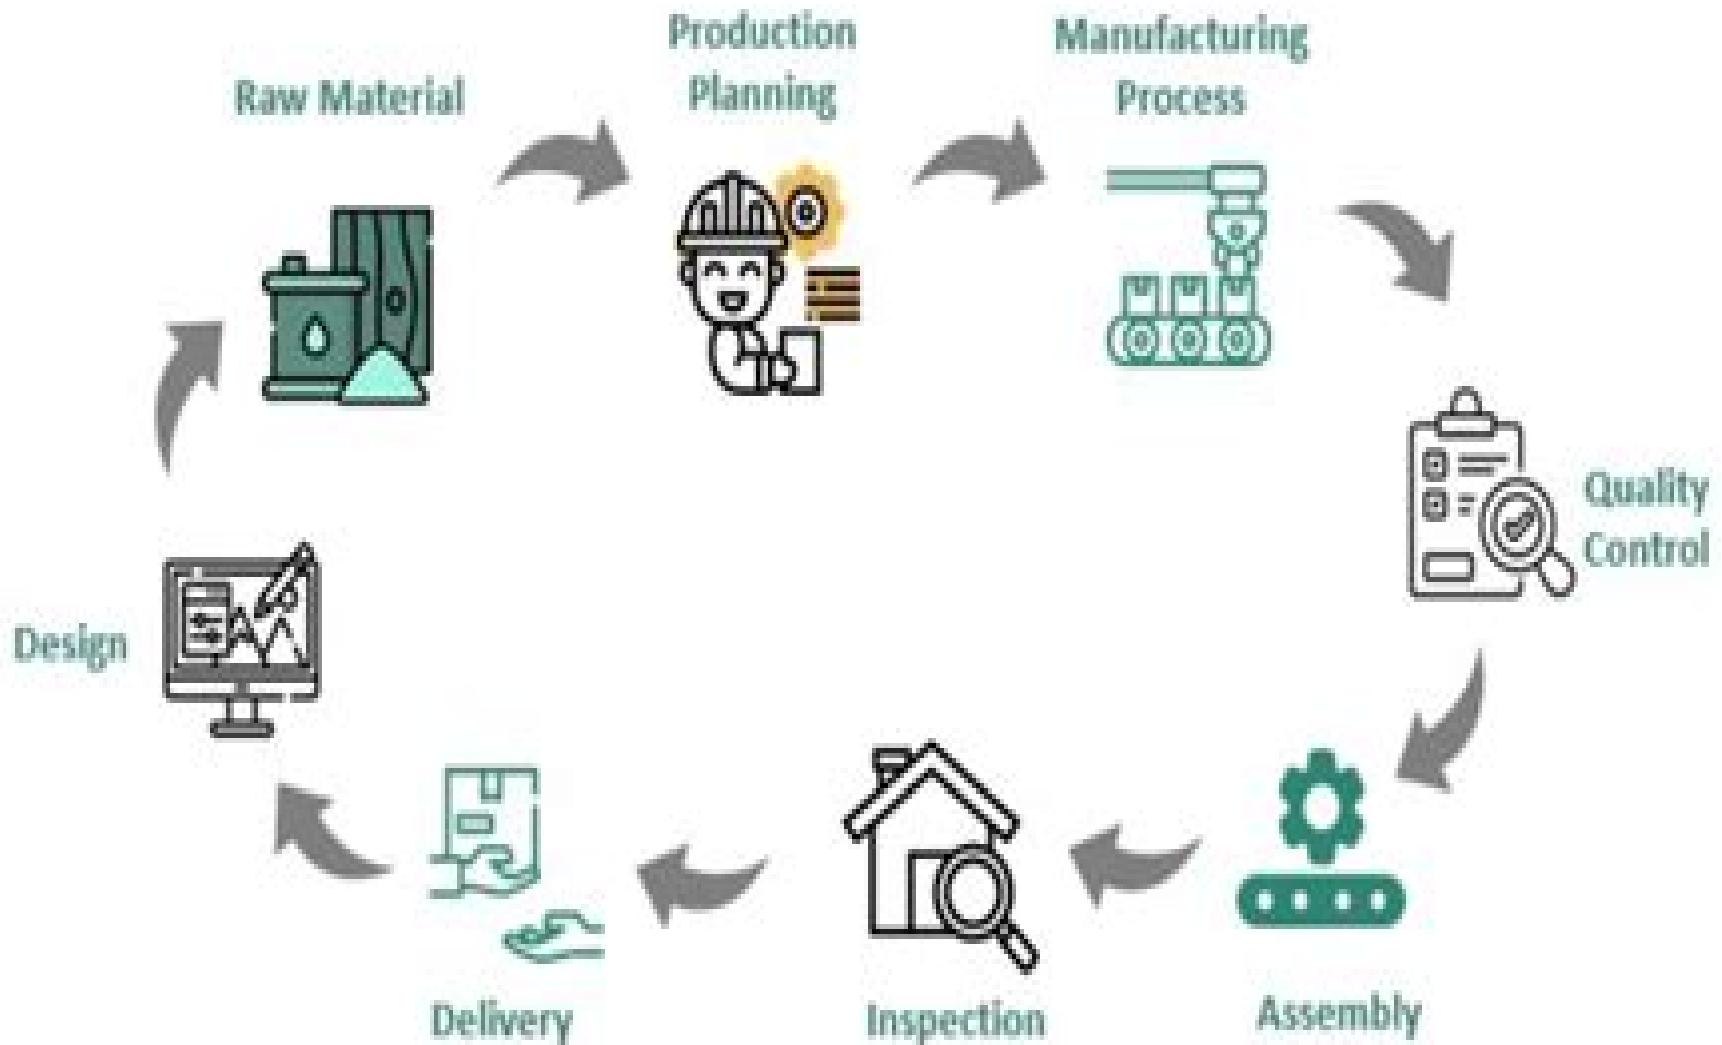 Production
Planning
Manufacturing
Process
Raw Material
Quality
Control
Design
Delivery
Inspection
Assembly